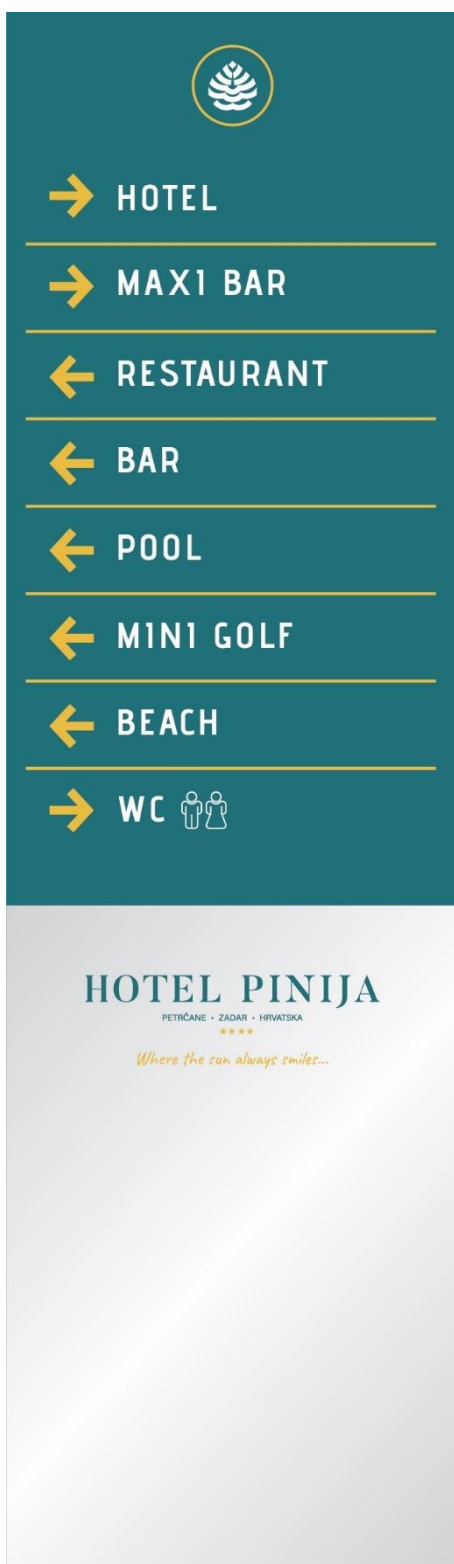 HOTEL
MAXI BAR
RESTAURANT
BAR
POOL
MINI GOLF
BEACH
WC
HOTEL PINIJA
PETRČANE • ZADAR • HRVATSKA
Where the sun always smiles...